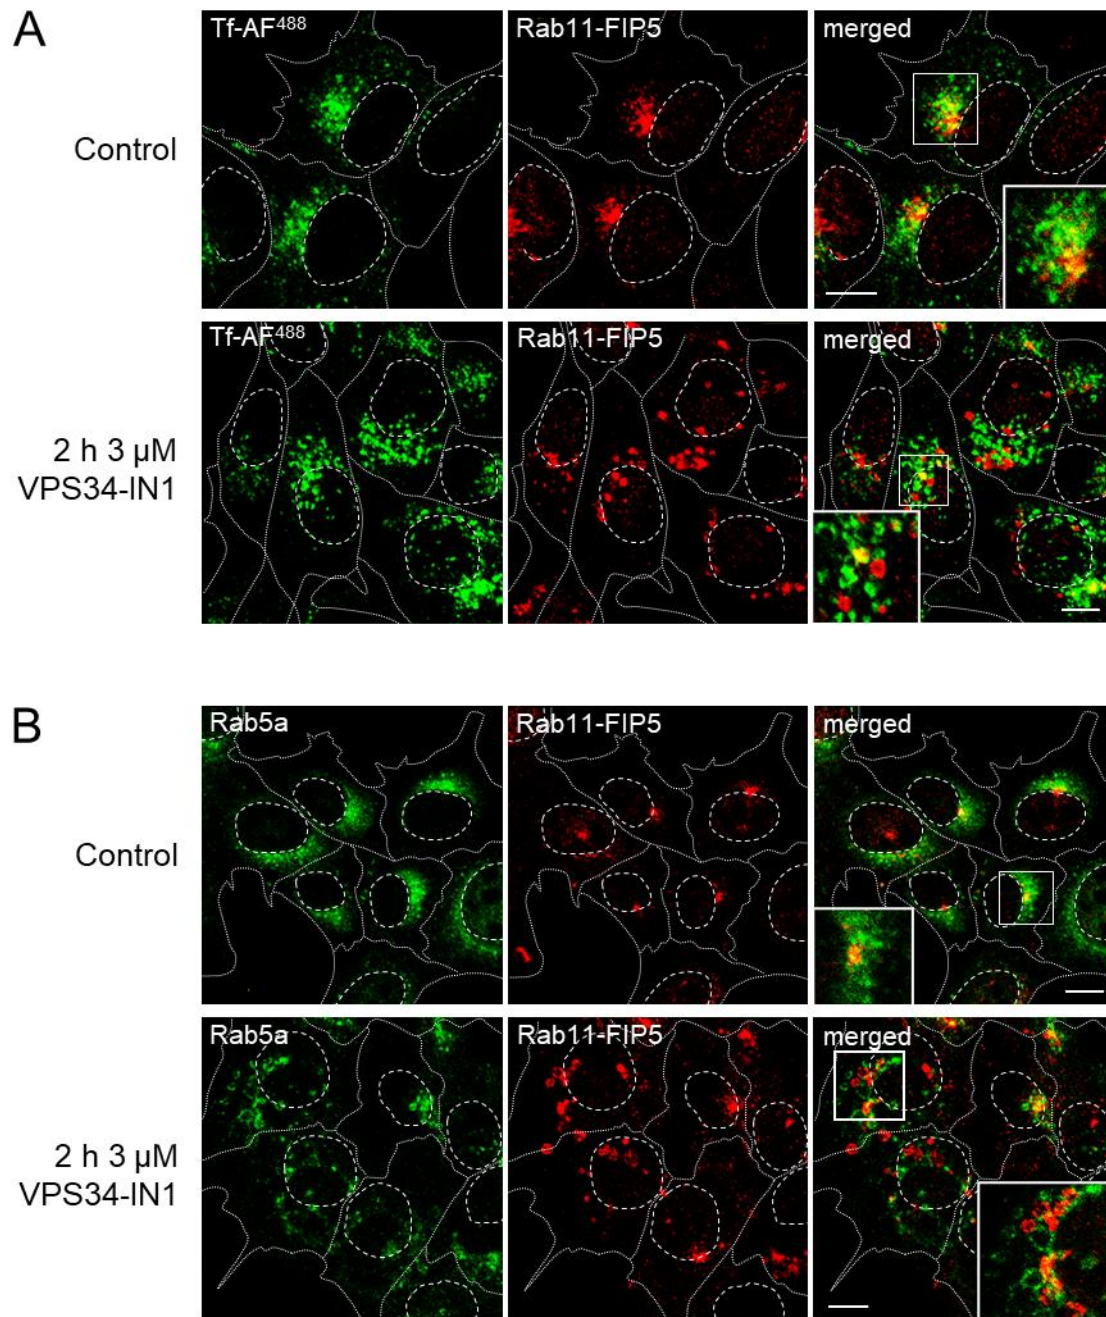 A
Tf-AF⁴⁸⁸
Rab11-FIP5
merged
Control
Tf-AF⁴⁸⁸
Rab11-FIP5
merged
2 h 3 µM
VPS34-IN1
B
Rab5a
Rab11-FIP5
merged
Control
Rab5a
Rab11-FIP5
merged
2 h 3 µM
VPS34-IN1